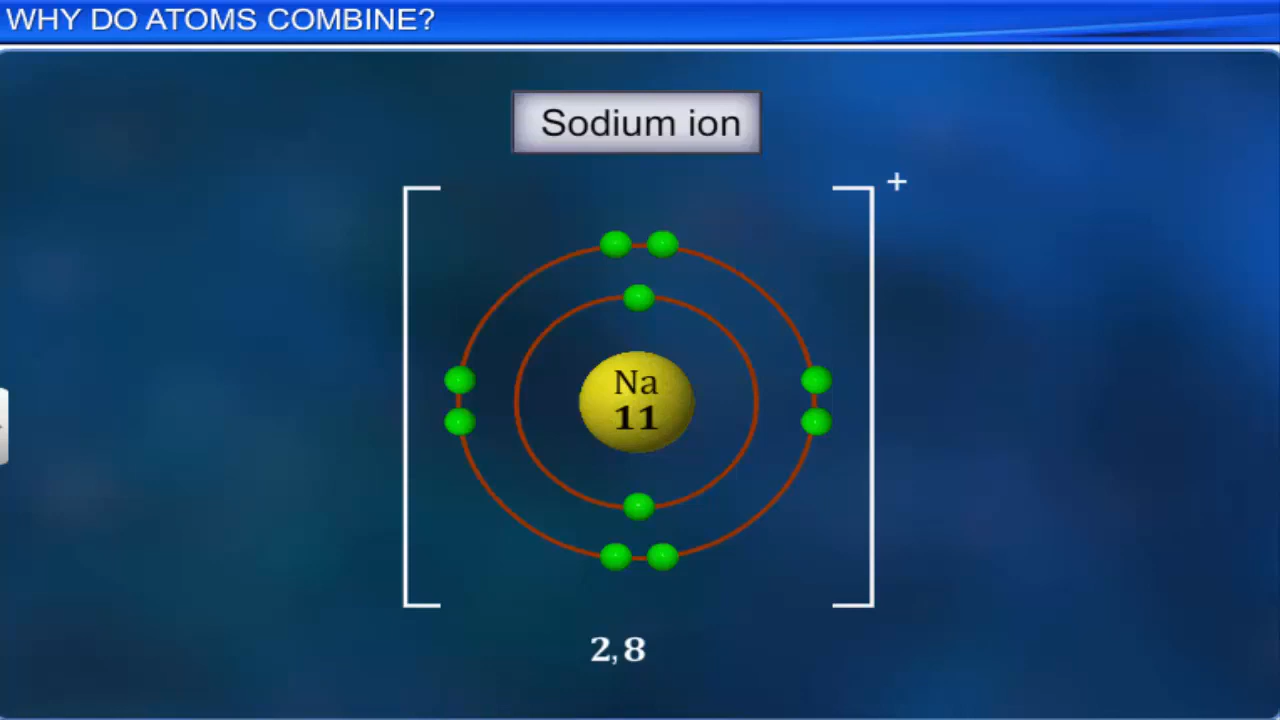 WHY DO ATOMS COMBINE?
Sodium ion
+
Na
11
2, 8